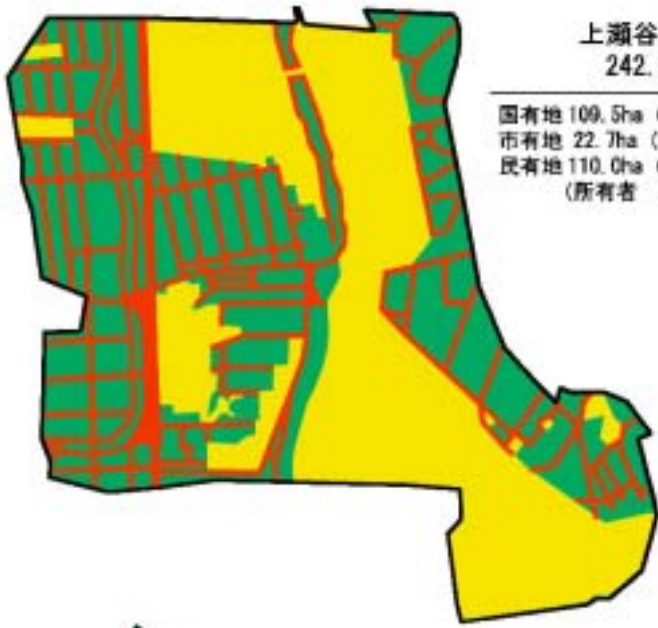 上瀬谷
242.
国有地 109.5ha (
市有地 22.7ha (
民有地 110.0ha (
(所有者